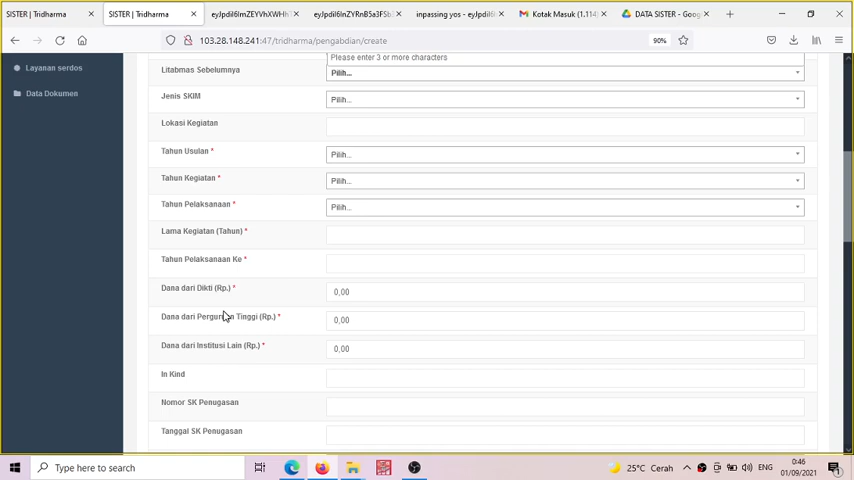 SISTER | Tridharma
SISTER | Tridharma
inpassing yos - eyJpdil6I
Kotak Masuk (1.114)
DATA SISTER - Goog
103.28.148.241:47/tridharma/pengabdian/create
90%
Layanan serdos
Data Dokumen
Please enter 3 or more characters
Litabmas Sebelumnya
Pilih...
Jenis SKIM
Pilih...
Lokasi Kegiatan
Tahun Usulan *
Pilih...
Tahun Kegiatan *
Pilih...
Tahun Pelaksanaan *
Pilih...
Lama Kegiatan (Tahun) *
Tahun Pelaksanaan Ke *
Dana dari Dikti (Rp.) *
0,00
Dana dari Perguruan Tinggi (Rp.) *
0,00
Dana dari Institusi Lain (Rp.) *
0,00
In Kind
Nomor SK Penugasan
Tanggal SK Penugasan
Type here to search
25°C Cerah
ENG
0:46
01/09/2021